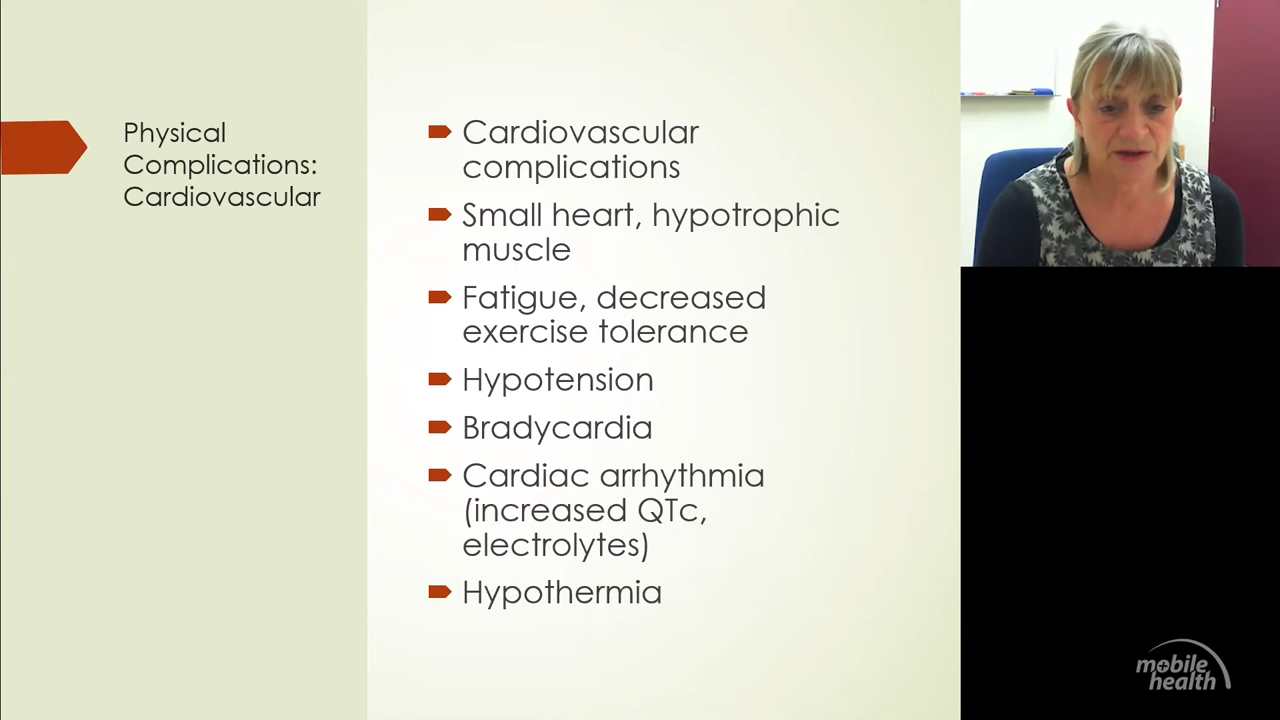 Physical
Complications:
Cardiovascular
Cardiovascular
complications
Small heart, hypotrophic
muscle
Fatigue, decreased
exercise tolerance
Hypotension
Bradycardia
Cardiac arrhythmia
(increased QTc,
electrolytes)
Hypothermia
mobile
health